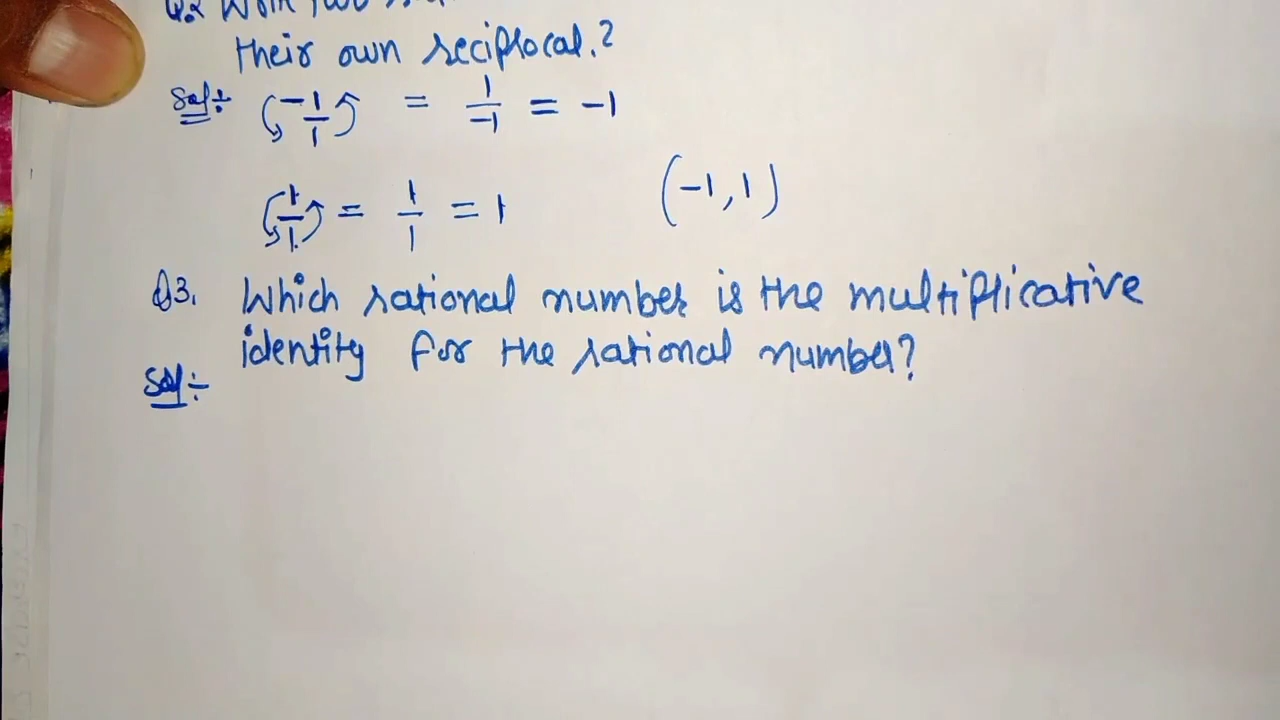 Q.2
their own reciprocal.?
Sol÷ -1/1 = 1/-1 = -1
1/1 = 1/1 = 1 (-1, 1)
Q3. Which rational number is the multiplicative
identity for the rational number?
Sol÷